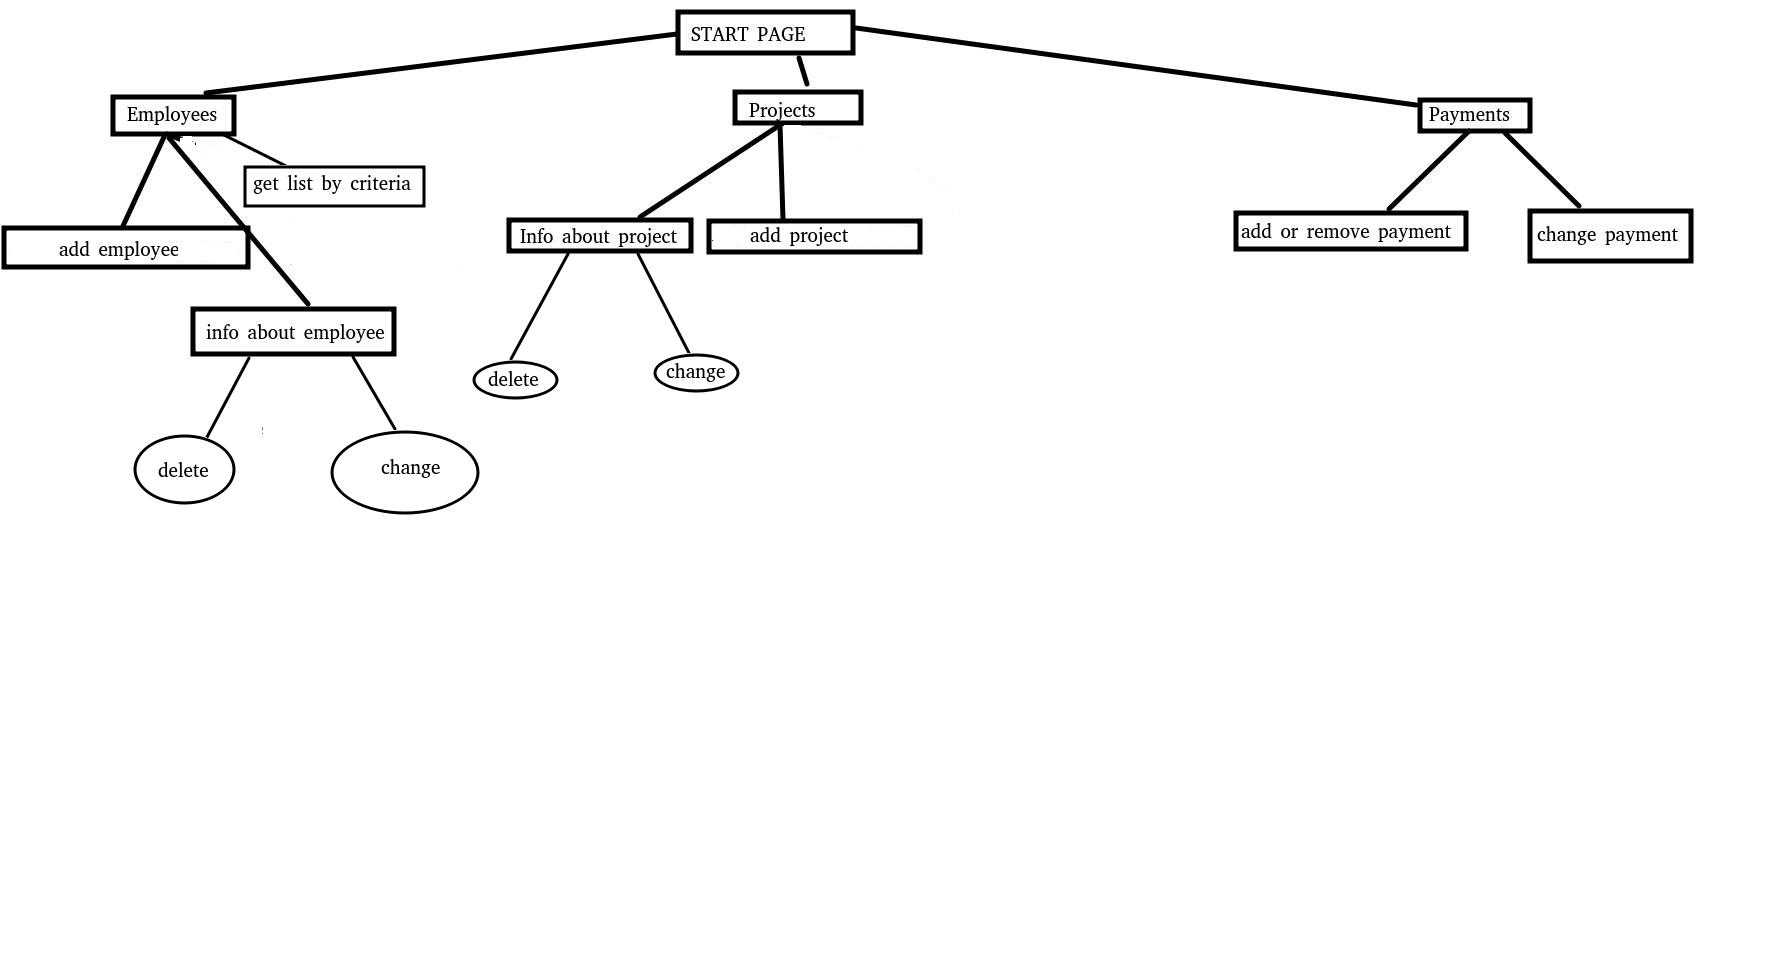 START PAGE
Employees
Projects
Payments
get list by criteria
add employee
Info about project
add project
add or remove payment
change payment
info about employee
delete
change
delete
change